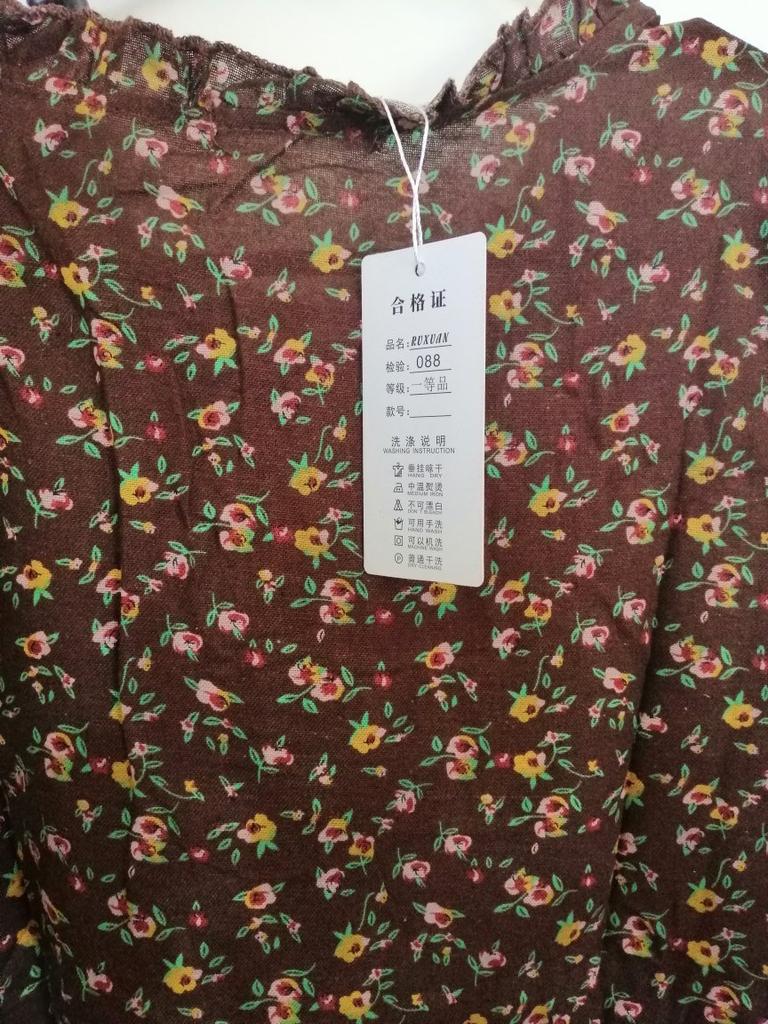 合格证
品名:RUXUAN
检验:088
等级:一等品
款号:
洗涤说明
WASHING INSTRUCTION
垂挂晾干
HANG DRY
中温熨烫
MEDIUM IRON
不可漂白
DON'T BLEACH
可用手洗
HAND WASH
可以机洗
MACHINE WASH
P 普通干洗
DRY CLEANING